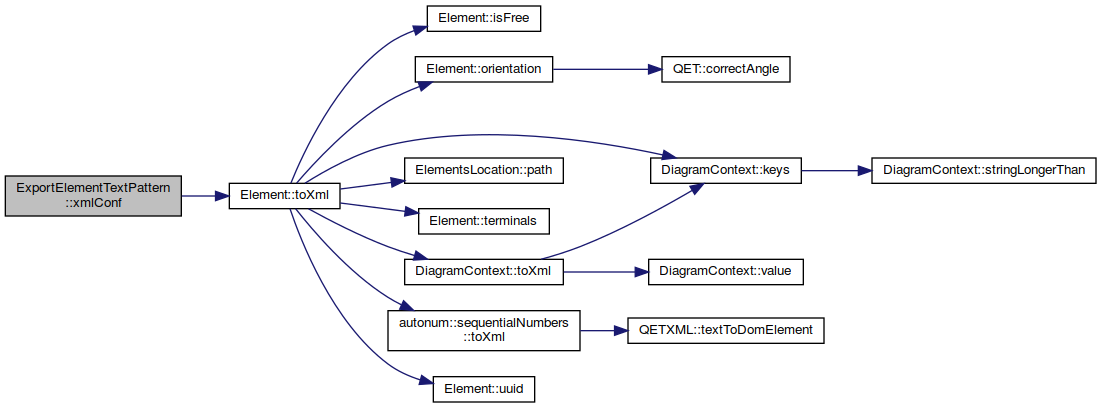 Element::isFree
Element::orientation
QET::correctAngle
ExportElementTextPattern
::xmlConf
Element::toXml
ElementsLocation::path
DiagramContext::keys
DiagramContext::stringLongerThan
Element::terminals
DiagramContext::toXml
DiagramContext::value
autonum::sequentialNumbers
::toXml
QETXML::textToDomElement
Element::uuid